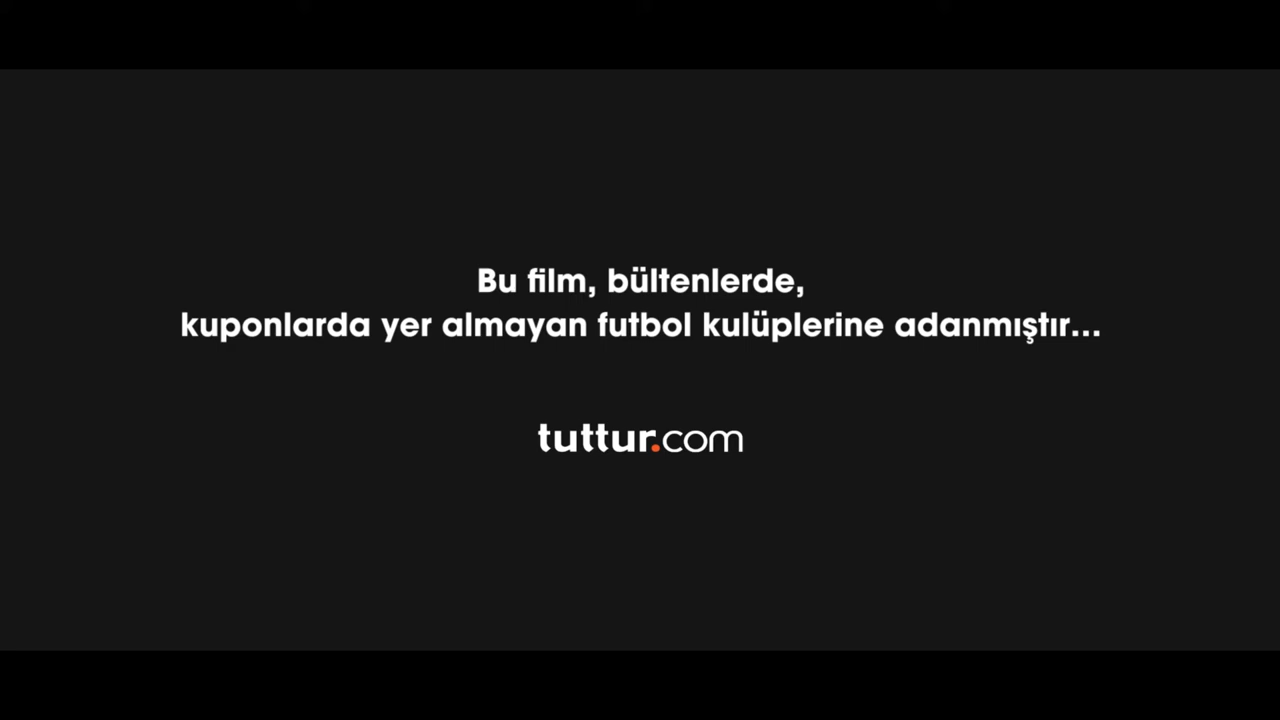 Bu film, bültenlerde,
kuponlarda yer almayan futbol kulüplerine adanmıştır...
tuttur.com